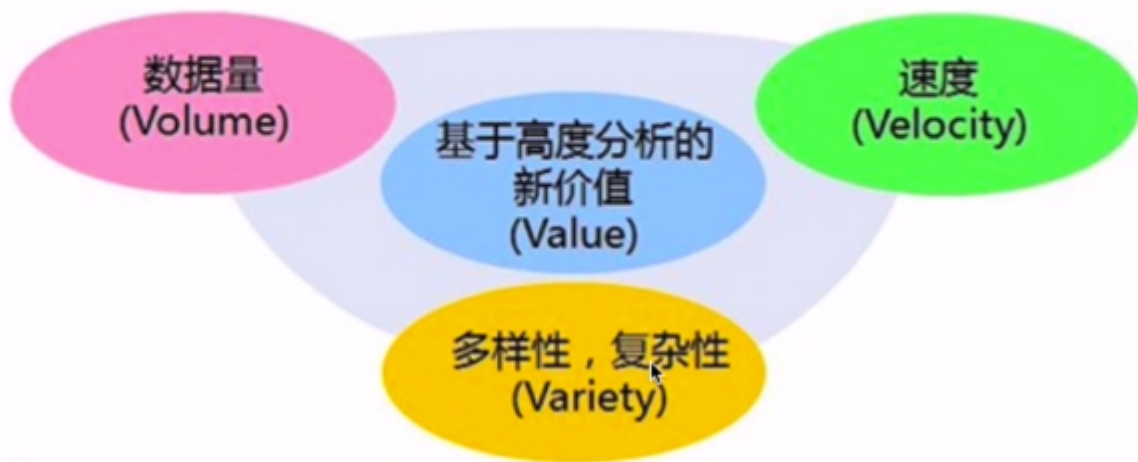 数据量
(Volume)
速度
(Velocity)
基于高度分析的
新价值
(Value)
多样性，复杂性
(Variety)